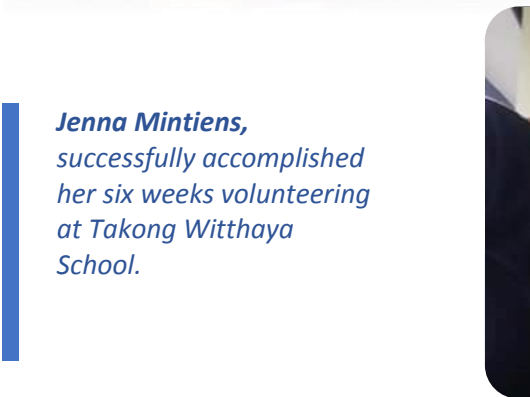 Jenna Mintiens,
successfully accomplished
her six weeks volunteering
at Takong Witthaya
School.